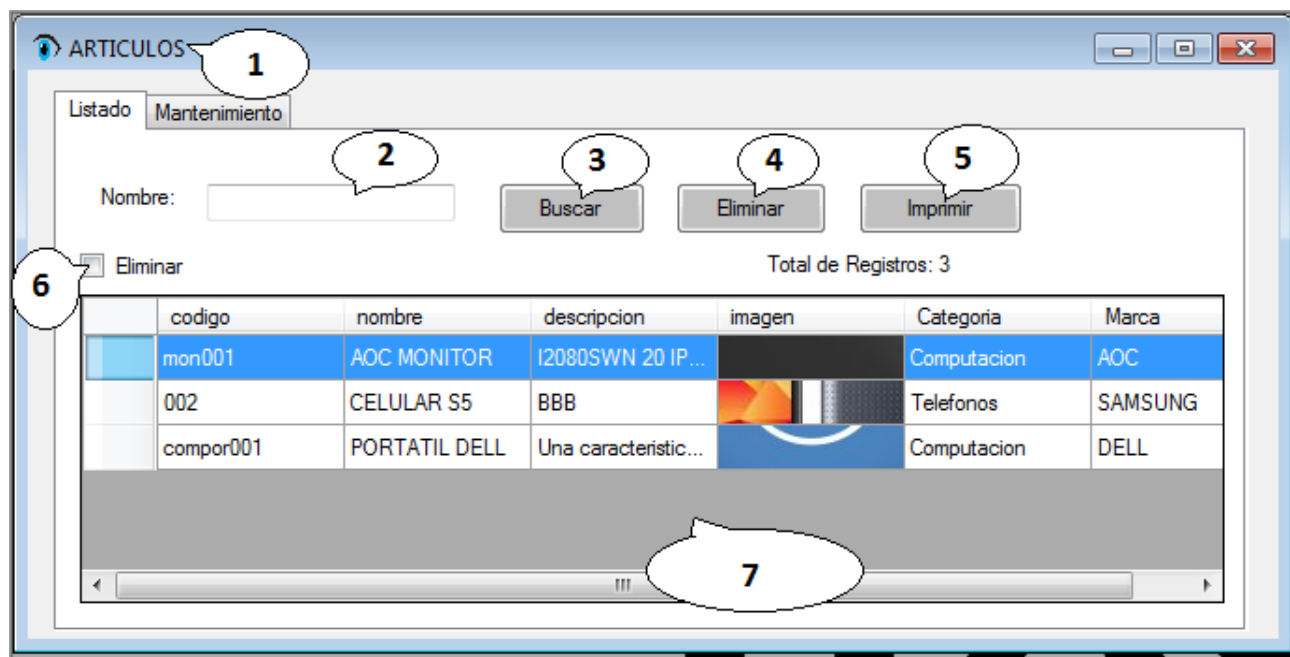 ARTICULOS
1
Listado Mantenimiento
2 3 4 5
Nombre: Buscar Eliminar Imprimir
6 Eliminar Total de Registros: 3
codigo nombre descripcion imagen Categoria Marca
mon001 AOC MONITOR I2080SWN 20 IP... Computacion AOC
002 CELULAR S5 BBB Telefonos SAMSUNG
compor001 PORTATIL DELL Una caracteristic... Computacion DELL
7